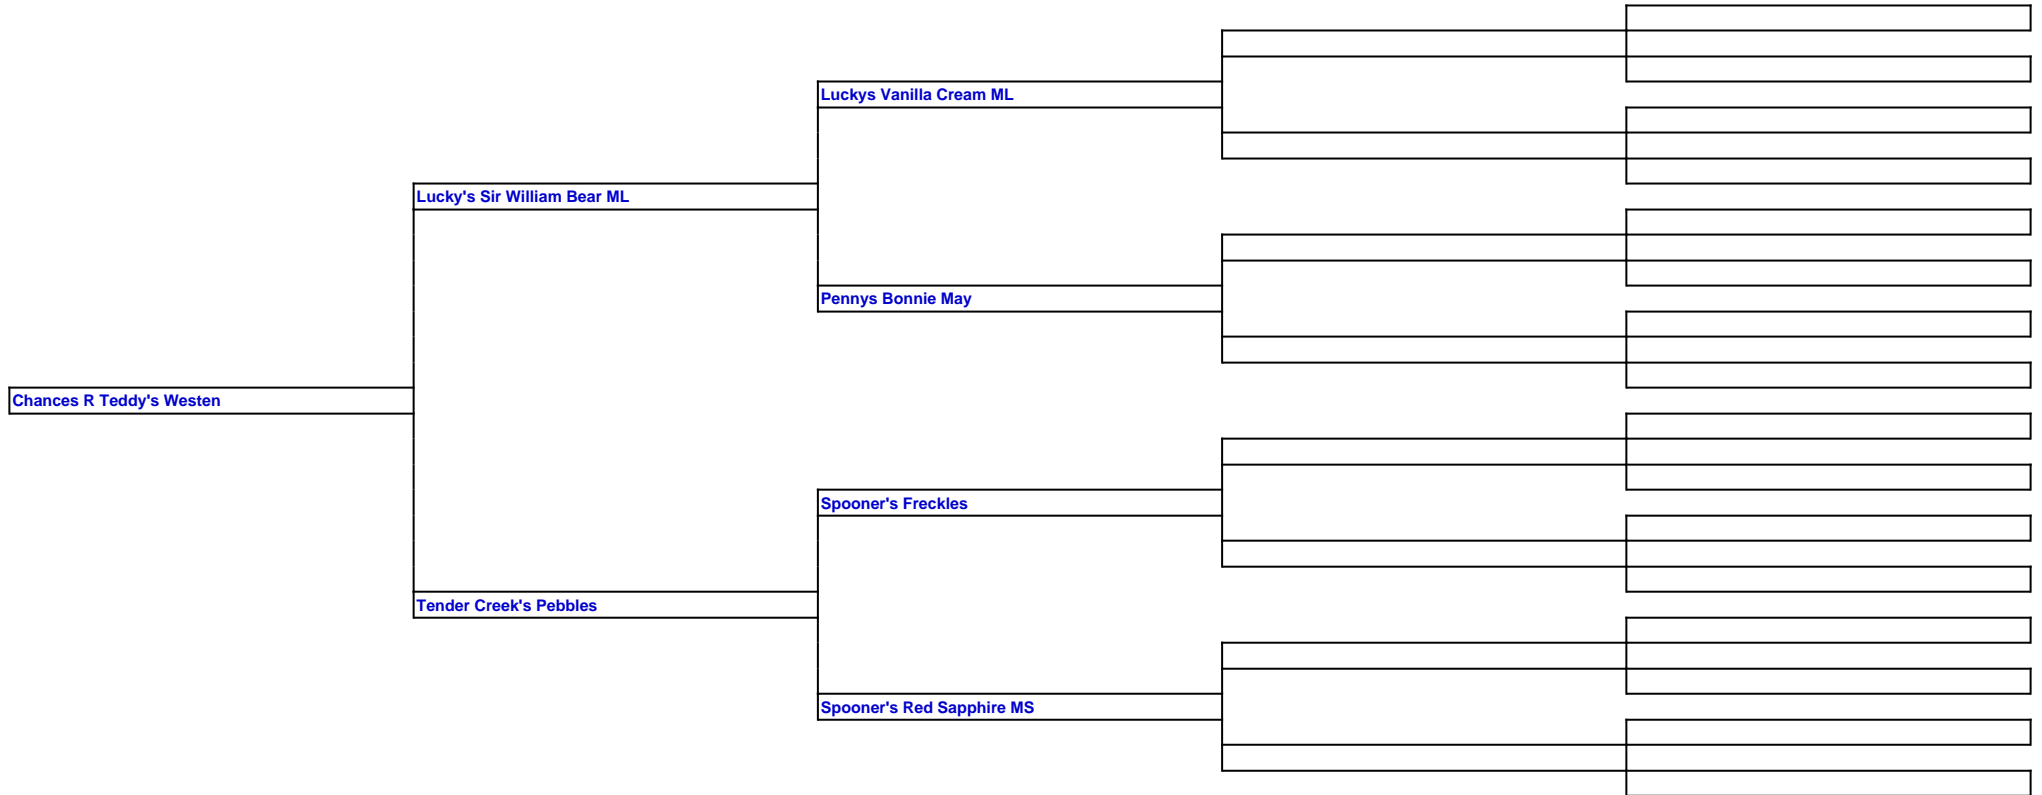 Luckys Vanilla Cream ML
Lucky's Sir William Bear ML
Pennys Bonnie May
Chances R Teddy's Westen
Spooner's Freckles
Tender Creek's Pebbles
Spooner's Red Sapphire MS